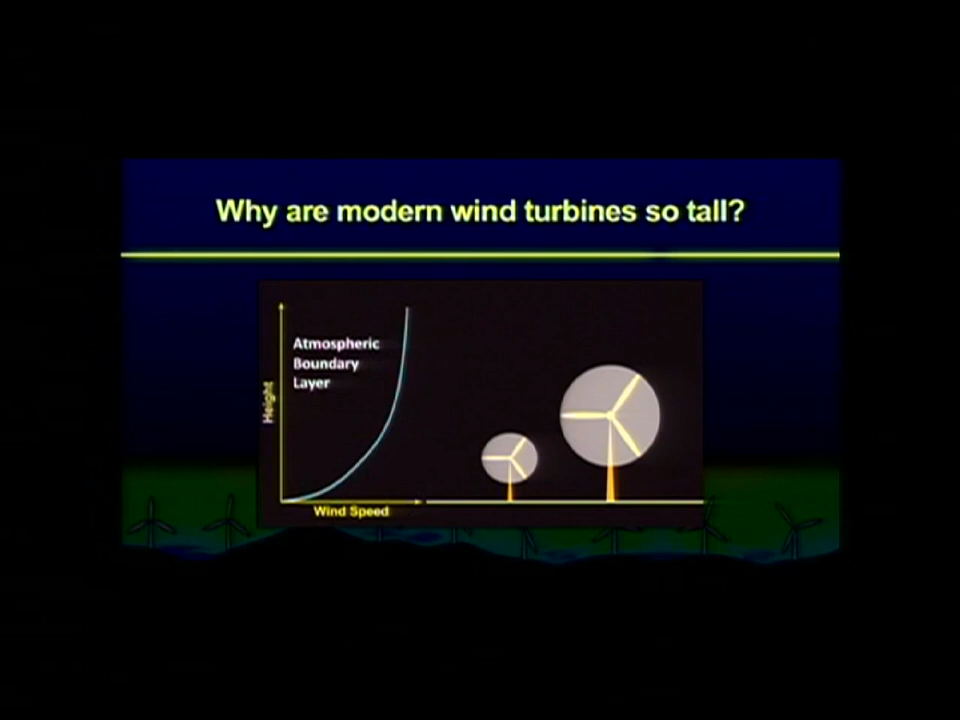 Why are modern wind turbines so tall?
Atmospheric
Boundary
Layer
Height
Wind Speed